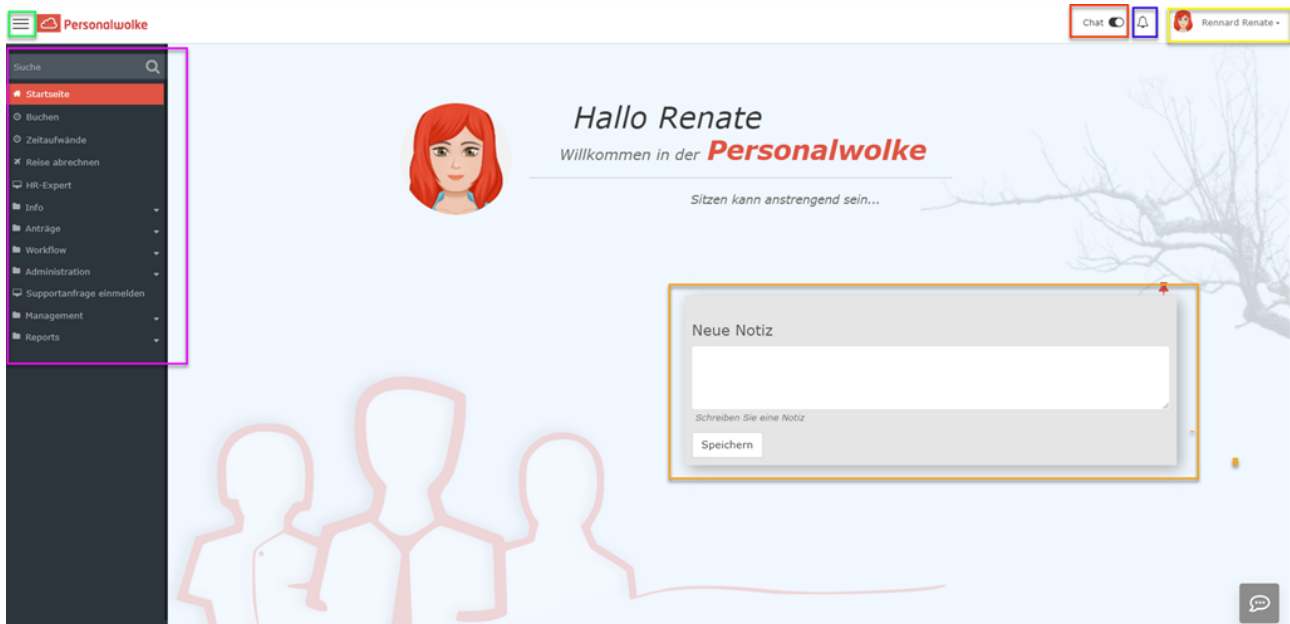 Personalwolke
Chat
Rennard Renate
Suche
Startseite
Buchen
Zeitaufwände
Reise abrechnen
HR-Expert
Info
Anträge
Workflow
Administration
Supportanfrage einmelden
Management
Reports
Hallo Renate
Willkommen in der Personalwolke
Sitzen kann anstrengend sein...
Neue Notiz
Schreiben Sie eine Notiz
Speichern